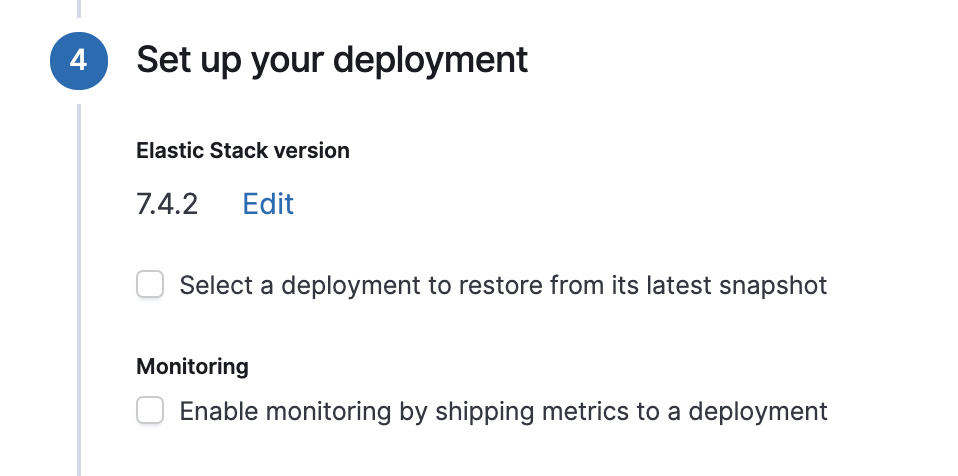 4 Set up your deployment
Elastic Stack version
7.4.2 Edit
Select a deployment to restore from its latest snapshot
Monitoring
Enable monitoring by shipping metrics to a deployment